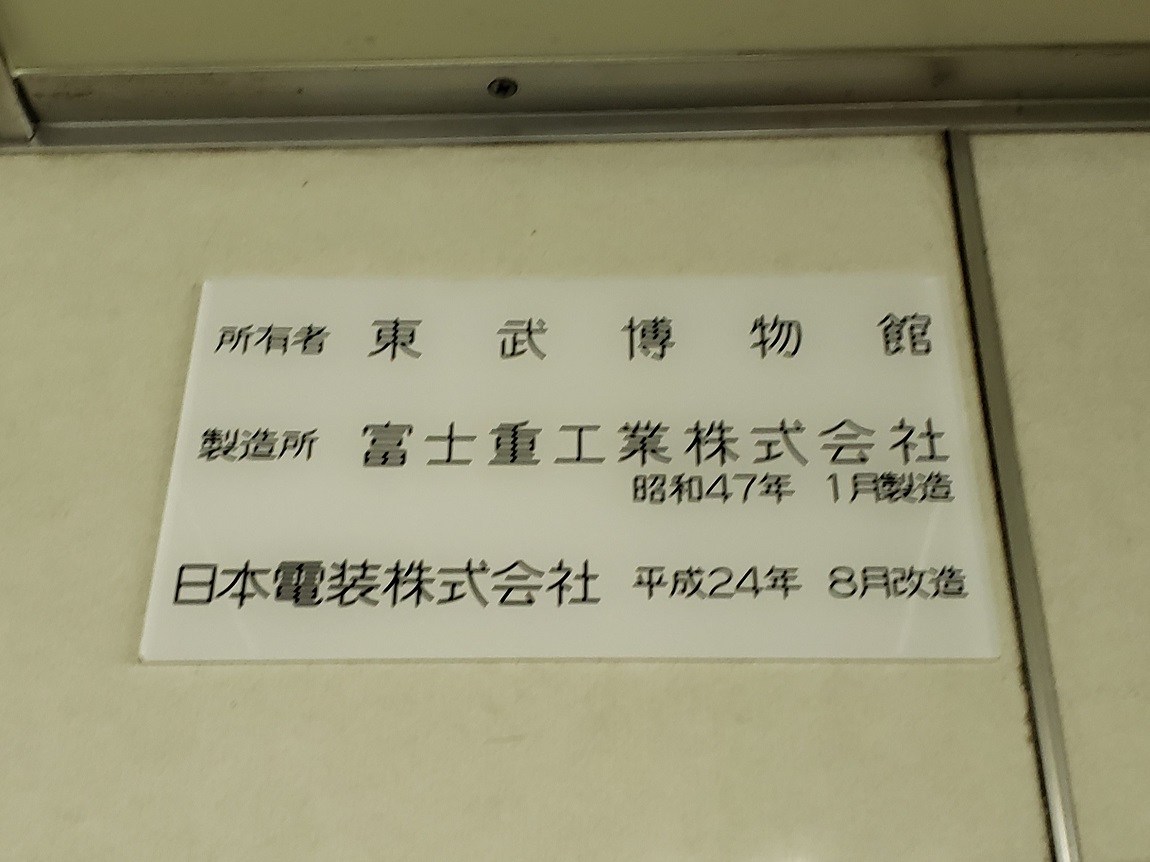 所有者 東武博物館
製造所 富士重工業株式会社
昭和47年 1月製造
日本電装株式会社 平成24年 8月改造